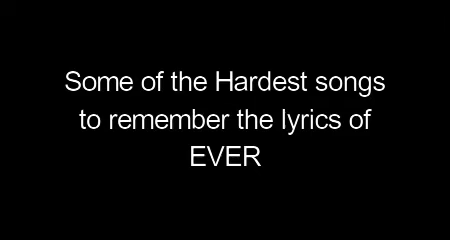 Some of the Hardest songs
to remember the lyrics of
EVER